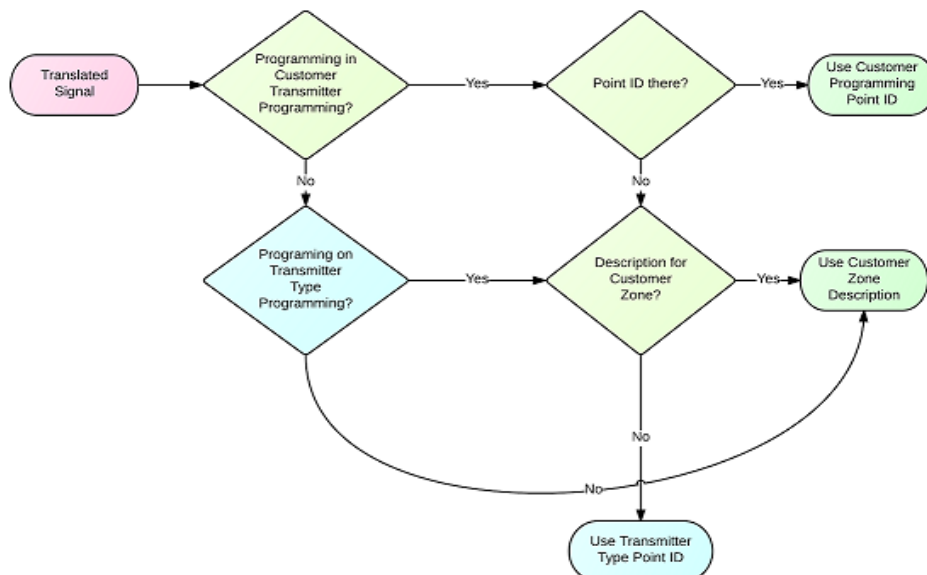 Translated
Signal
Programming in
Customer
Transmitter
Programming?
Yes
Point ID there?
Yes
Use Customer
Programming
Point ID
No
No
Programing on
Transmitter
Type
Programming?
Yes
Description for
Customer
Zone?
Yes
Use Customer
Zone
Description
No
No
Use Transmitter
Type Point ID